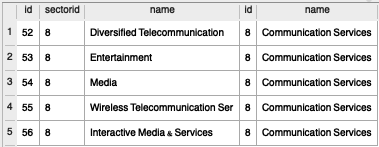 id sectorid name id name
1 52 8 Diversified Telecommunication 8 Communication Services
2 53 8 Entertainment 8 Communication Services
3 54 8 Media 8 Communication Services
4 55 8 Wireless Telecommunication Ser 8 Communication Services
5 56 8 Interactive Media & Services 8 Communication Services